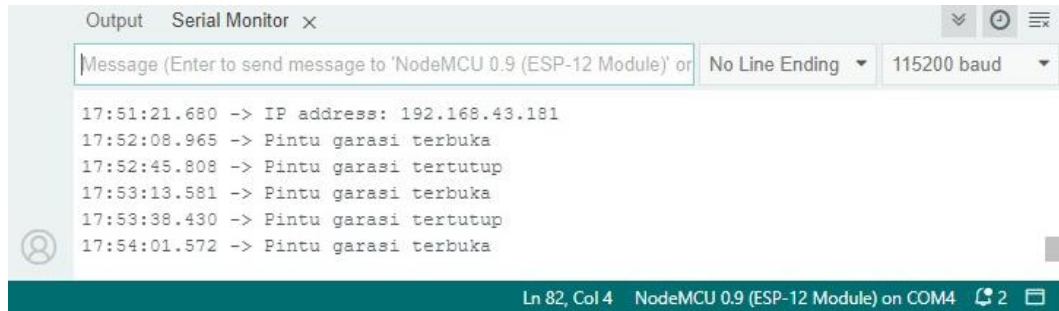 Output Serial Monitor ×
Message (Enter to send message to 'NodeMCU 0.9 (ESP-12 Module)' or No Line Ending 115200 baud
17:51:21.680 -> IP address: 192.168.43.181
17:52:08.965 -> Pintu garasi terbuka
17:52:45.808 -> Pintu garasi tertutup
17:53:13.581 -> Pintu garasi terbuka
17:53:38.430 -> Pintu garasi tertutup
17:54:01.572 -> Pintu garasi terbuka
Ln 82, Col 4 NodeMCU 0.9 (ESP-12 Module) on COM4 2